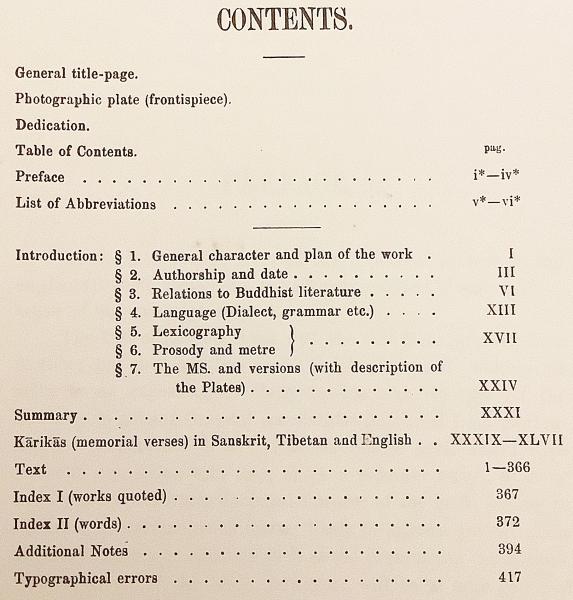 CONTENTS.
General title-page.
Photographic plate (frontispiece).
Dedication.
Table of Contents. pag.
Preface . . . . . . . . . . . . . . . . . . i*—iv*
List of Abbreviations . . . . . . . . . . . . v*—vi*
Introduction: § 1. General character and plan of the work . I
§ 2. Authorship and date . . . . . . . . . . III
§ 3. Relations to Buddhist literature . . . . . VI
§ 4. Language (Dialect, grammar etc.) . . . . XIII
§ 5. Lexicography
} . . . . . . . . . XVII
§ 6. Prosody and metre
§ 7. The MS. and versions (with description of
the Plates) . . . . . . . . . . . . . XXIV
Summary . . . . . . . . . . . . . . . . . . . . XXXI
Kārikās (memorial verses) in Sanskrit, Tibetan and English . . XXXIX—XLVII
Text . . . . . . . . . . . . . . . . . . . 1—366
Index I (works quoted) . . . . . . . . . . . . . 367
Index II (words) . . . . . . . . . . . . . . . . 372
Additional Notes . . . . . . . . . . . . . . . 394
Typographical errors . . . . . . . . . . . . . 417